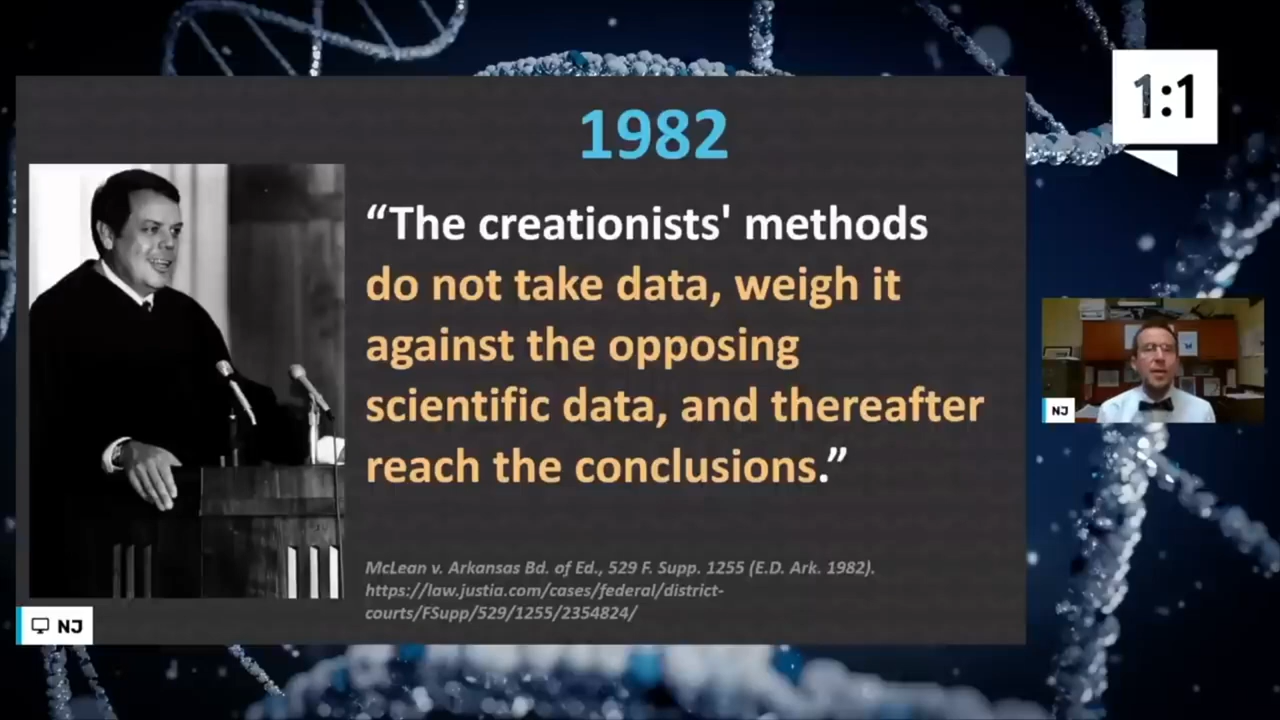 1982
“The creationists' methods
do not take data, weigh it
against the opposing
scientific data, and thereafter
reach the conclusions.”
McLean v. Arkansas Bd. of Ed., 529 F. Supp. 1255 (E.D. Ark. 1982).
https://law.justia.com/cases/federal/district-
courts/FSupp/529/1255/2354824/
NJ
1:1
NJ